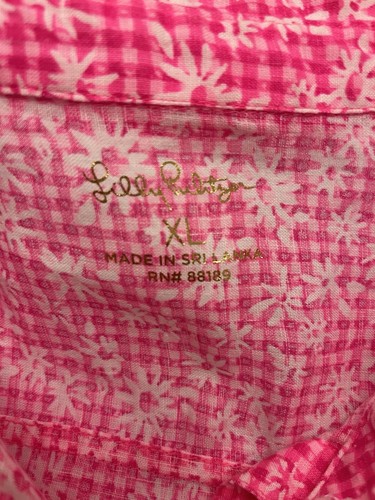 Lilly Pulitzer
XL
MADE IN SRI LANKA
RN# 88189